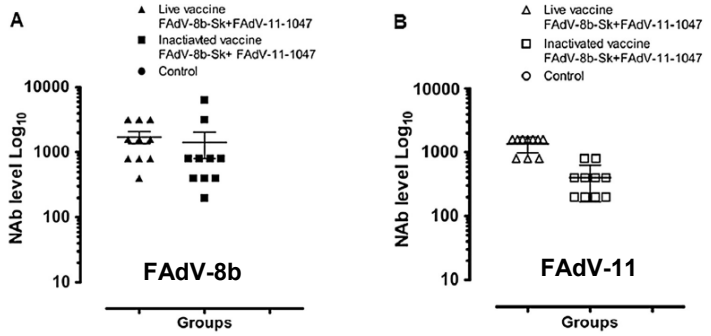 A
Live vaccine
FAdV-8b-Sk+FAdV-11-1047
Inactiavted vaccine
FAdV-8b-Sk+ FAdV-11-1047
Control
NAb level Log10
10000
1000
100
10
FAdV-8b
Groups
B
Live vaccine
FAdV-8b-Sk+FAdV-11-1047
Inactivated vaccine
FAdV-8b-Sk+FAdV-11-1047
Control
NAb level Log10
10000
1000
100
10
FAdV-11
Groups